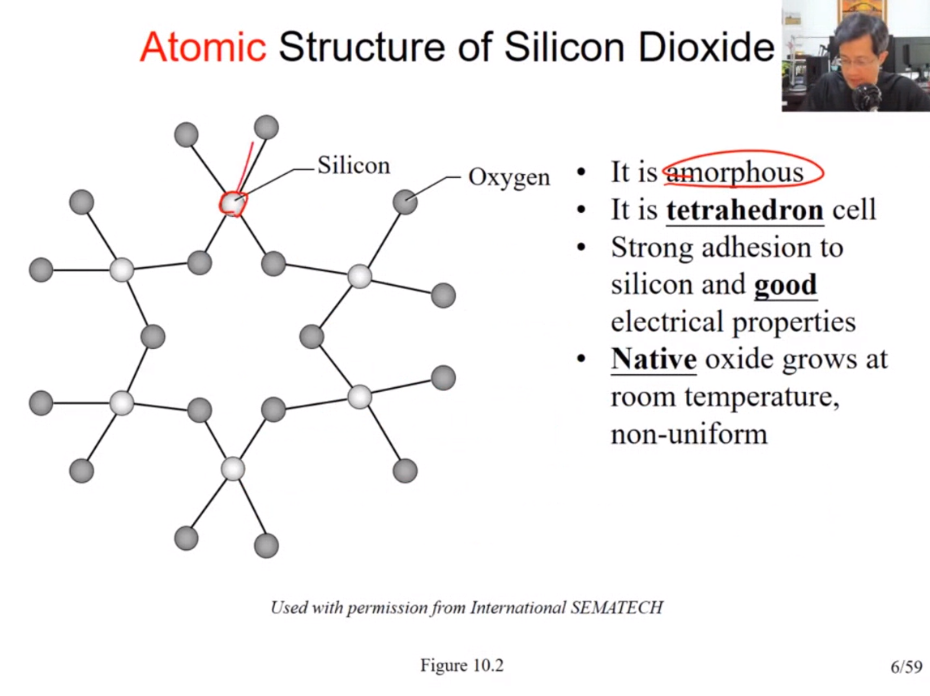 Atomic Structure of Silicon Dioxide
Silicon
Oxygen
• It is amorphous
• It is tetrahedron cell
• Strong adhesion to
silicon and good
electrical properties
• Native oxide grows at
room temperature,
non-uniform
Used with permission from International SEMATECH
Figure 10.2
6/59